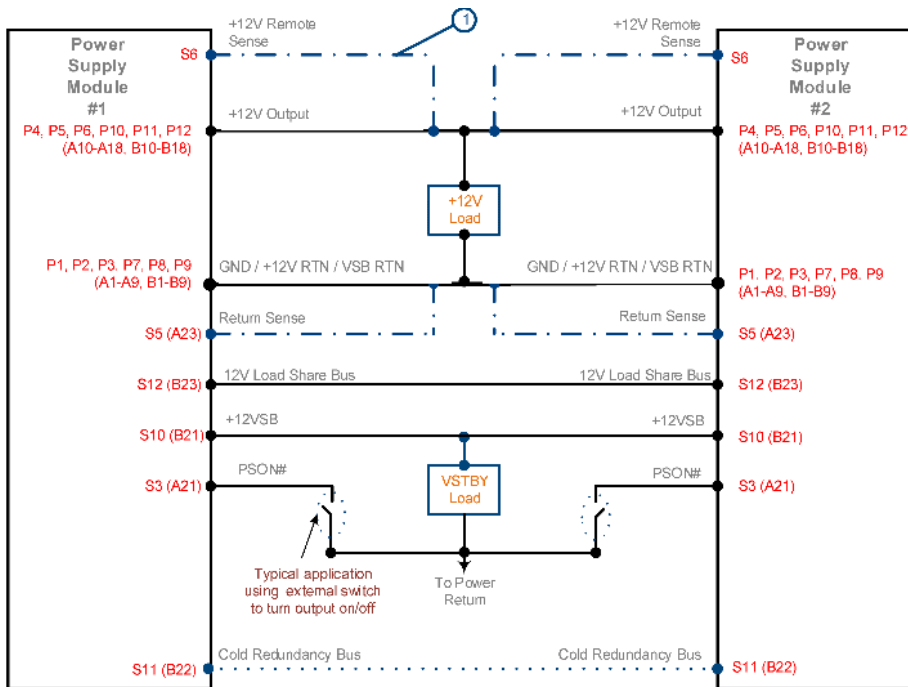 +12V Remote
Sense
1
+12V Remote
Sense
Power
Supply
Module
#1
Power
Supply
Module
#2
S6
S6
+12V Output
+12V Output
P4, P5, P6, P10, P11, P12
(A10-A18, B10-B18)
P4, P5, P6, P10, P11, P12
(A10-A18, B10-B18)
+12V
Load
P1, P2, P3. P7, P8, P9
(A1-A9, B1-B9)
GND / +12V RTN / VSB RTN
GND / +12V RTN / VSB RTN
P1. P2, P3, P7, P8. P9
(A1-A9, B1-B9)
Return Sense
Return Sense
S5 (A23)
S5 (A23)
12V Load Share Bus
12V Load Share Bus
S12 (B23)
S12 (B23)
+12VSB
+12VSB
S10 (B21)
S10 (B21)
PSON#
PSON#
S3 (A21)
S3 (A21)
VSTBY
Load
Typical application
using external switch
to turn output on/off
To Power
Return
Cold Redundancy Bus
Cold Redundancy Bus
S11 (B22)
S11 (B22)